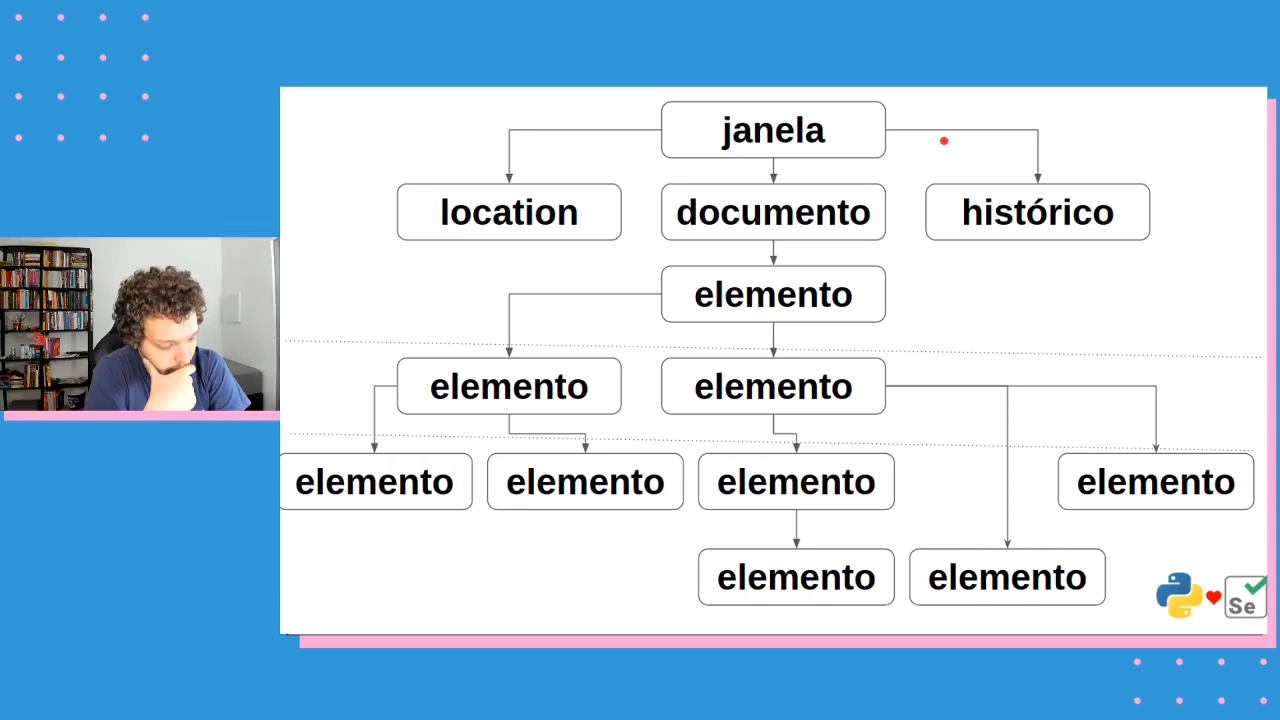 janela
location
documento
histórico
elemento
elemento
elemento
elemento
elemento
elemento
elemento
elemento
elemento
Se